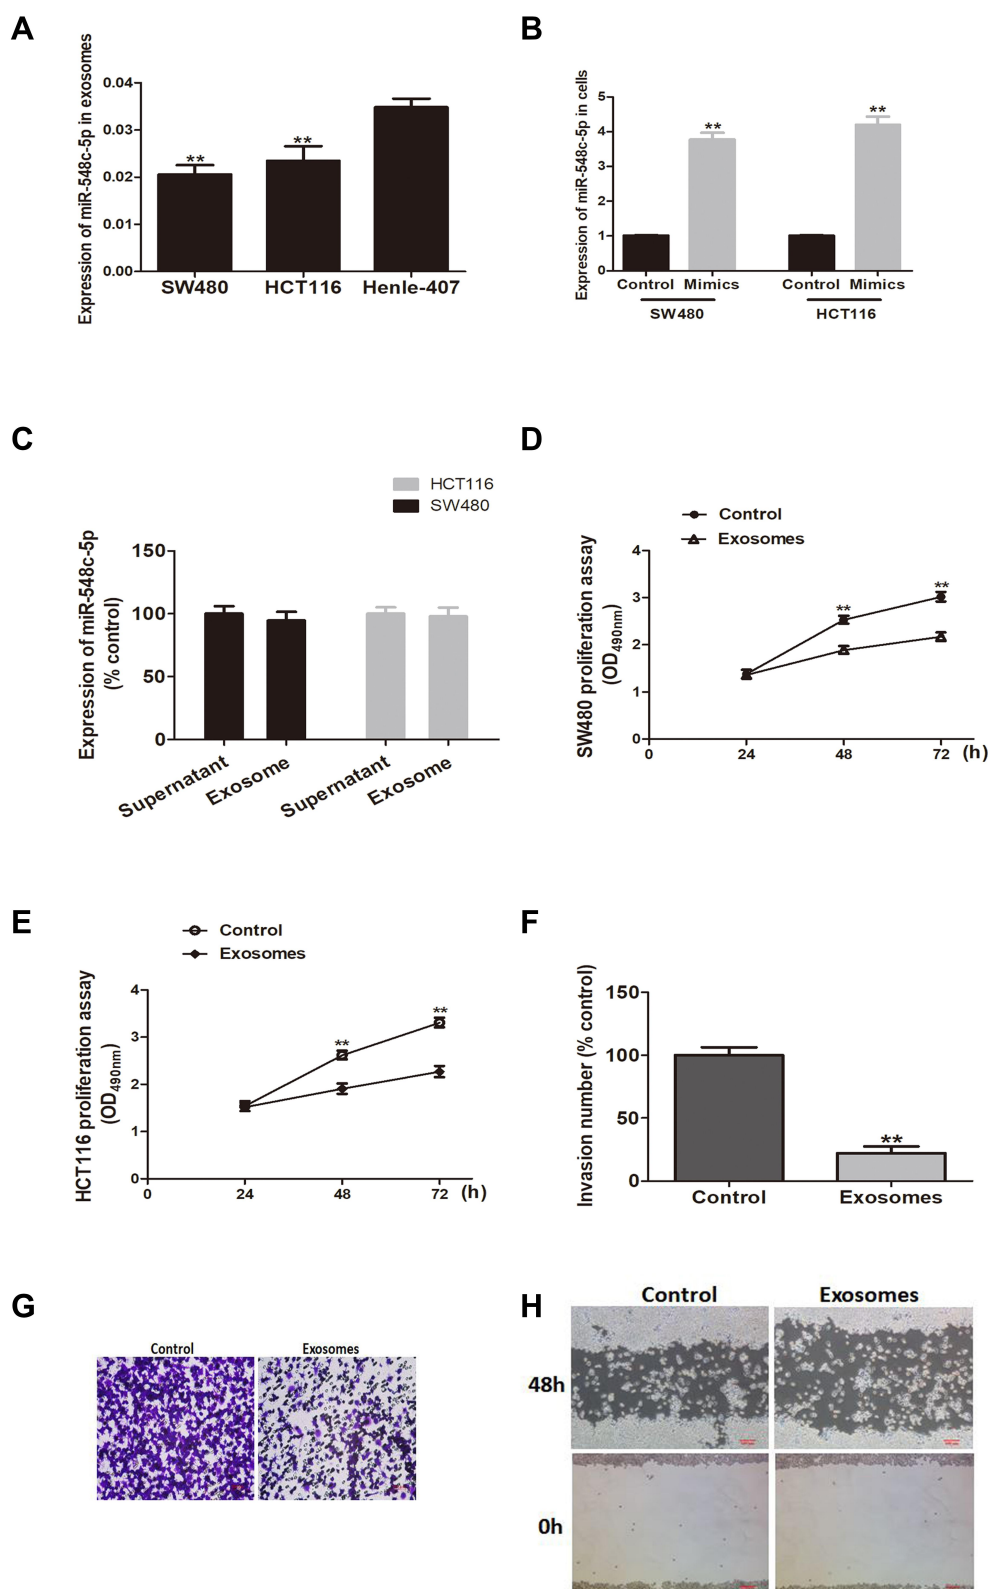 A
Expression of miR-548c-5p in exosomes
0.04
0.03
0.02
0.01
0.00
**
**
SW480 HCT116 Henle-407
B
Expression of miR-548c-5p in cells
5
4
3
2
1
0
**
**
Control Mimics Control Mimics
SW480 HCT116
C
HCT116
SW480
Expression of miR-548c-5p
(% control)
150
100
50
0
Supernatant Exosome Supernatant Exosome
D
Control
Exosomes
SW480 proliferation assay
(OD490nm)
4
3
2
1
0
**
**
0 24 48 72 (h)
E
Control
Exosomes
HCT116 proliferation assay
(OD490nm)
4
3
2
1
0
**
**
0 24 48 72 (h)
F
Invasion number (% control)
150
100
50
0
**
Control Exosomes
G
Control Exosomes
H
Control Exosomes
48h
0h